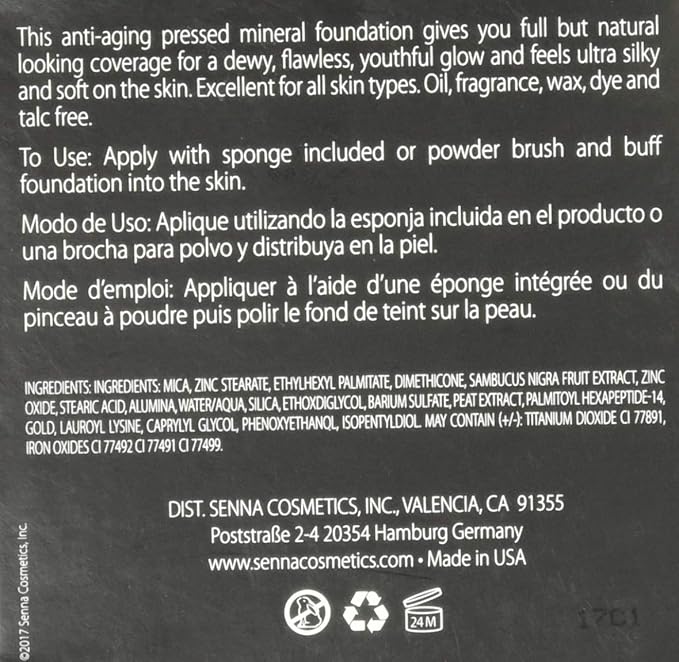 This anti-aging pressed mineral foundation gives you full but natural
looking coverage for a dewy, flawless, youthful glow and feels ultra silky
and soft on the skin. Excellent for all skin types. Oil, fragrance, wax, dye and
talc free.
To Use: Apply with sponge included or powder brush and buff
foundation into the skin.
Modo de Uso: Aplique utilizando la esponja incluida en el producto o
una brocha para polvo y distribuya en la piel.
Mode d'emploi: Appliquer à l'aide d'une éponge intégrée ou du
pinceau à poudre puis polir le fond de teint sur la peau.
INGREDIENTS: INGREDIENTS: MICA, ZINC STEARATE, ETHYLHEXYL PALMITATE, DIMETHICONE, SAMBUCUS NIGRA FRUIT EXTRACT, ZINC
OXIDE, STEARIC ACID, ALUMINA, WATER/AQUA, SILICA, ETHOXDIGLYCOL, BARIUM SULFATE, PEAT EXTRACT, PALMITOYL HEXAPEPTIDE-14,
GOLD, LAUROYL LYSINE, CAPRYLYL GLYCOL, PHENOXYETHANOL, ISOPENTYLDIOL. MAY CONTAIN (+/-): TITANIUM DIOXIDE CI 77891,
IRON OXIDES CI 77492 CI 77491 CI 77499.
DIST. SENNA COSMETICS, INC., VALENCIA, CA 91355
Poststraße 2-4 20354 Hamburg Germany
www.sennacosmetics.com • Made in USA
24 M
17C1
©2017 Senna Cosmetics, Inc.